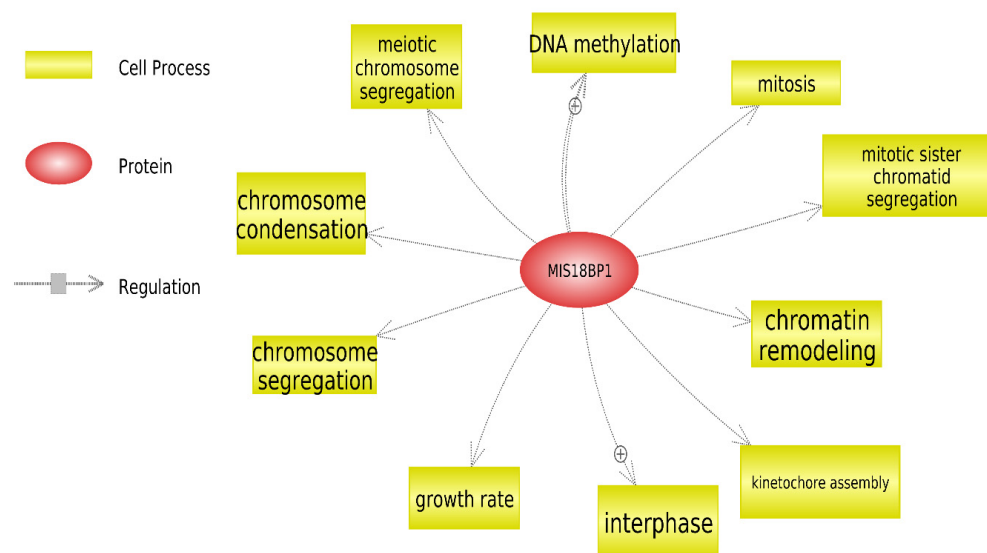 Cell Process
Protein
Regulation
meiotic
chromosome
segregation
DNA methylation
mitosis
mitotic sister
chromatid
segregation
chromosome
condensation
MIS18BP1
chromatin
remodeling
chromosome
segregation
growth rate
interphase
kinetochore assembly